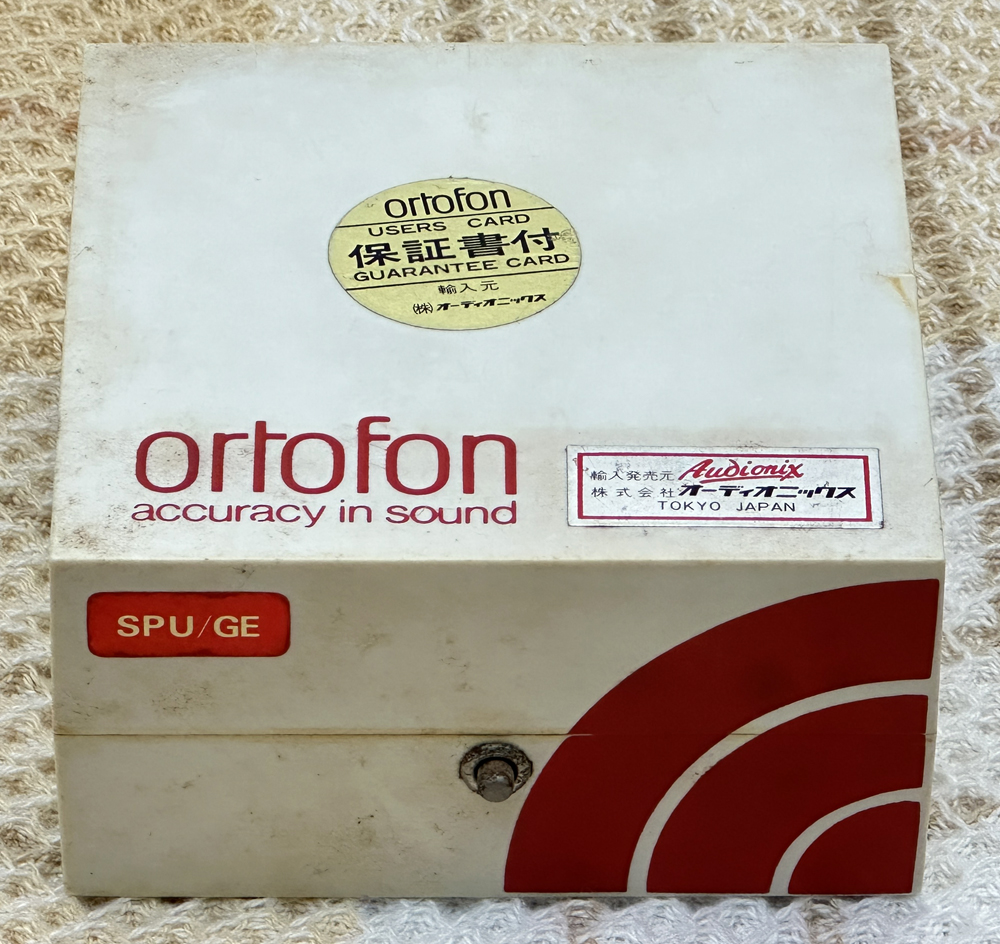 ortofon
USERS CARD
保証書付
GUARANTEE CARD
輸入元
(株)オーディオニックス
ortofon
accuracy in sound
輸入発売元 Audionix
株式会社オーディオニックス
TOKYO JAPAN
SPU/GE